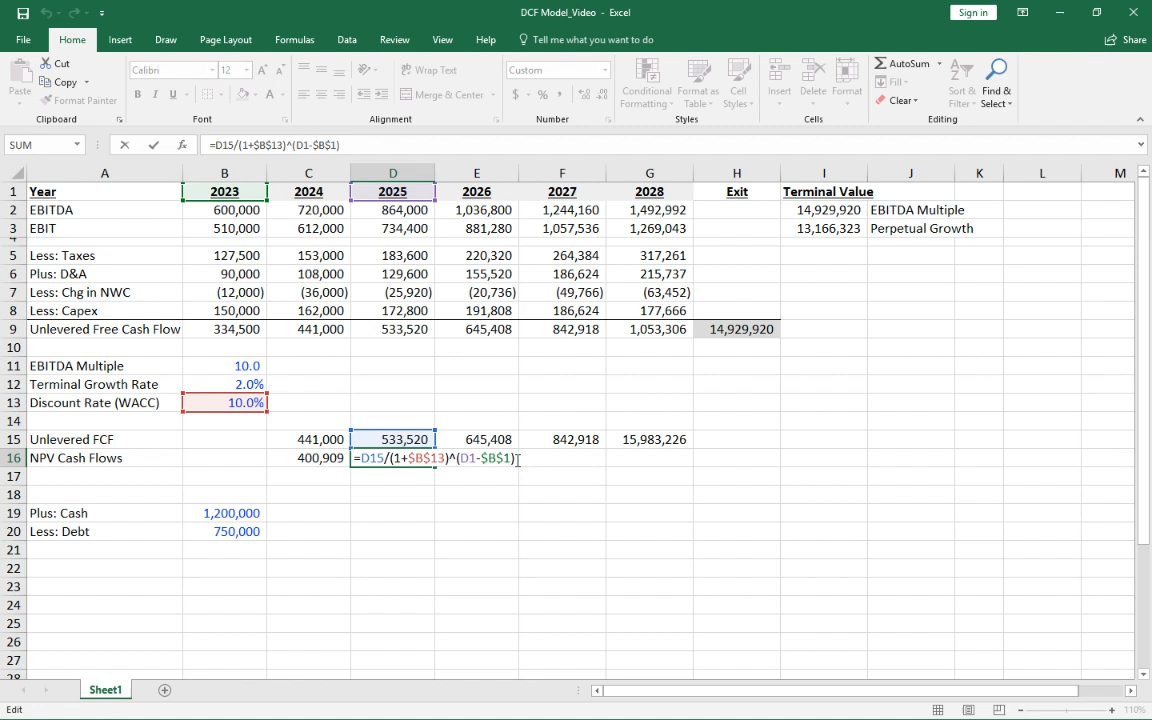 DCF Model_Video - Excel
Sign in
File Home Insert Draw Page Layout Formulas Data Review View Help Tell me what you want to do Share
Paste Cut Copy Format Painter Clipboard
Calibri 12 B I U A Font
Wrap Text Merge & Center Alignment
Custom $ % , Number
Conditional Formatting Format as Table Cell Styles Styles
Insert Delete Format Cells
AutoSum Fill Clear Sort & Filter Find & Select Editing
SUM fx =D15/(1+$B$13)^(D1-$B$1)
A B C D E F G H I J K L M
1 Year 2023 2024 2025 2026 2027 2028 Exit Terminal Value
2 EBITDA 600,000 720,000 864,000 1,036,800 1,244,160 1,492,992 14,929,920 EBITDA Multiple
3 EBIT 510,000 612,000 734,400 881,280 1,057,536 1,269,043 13,166,323 Perpetual Growth
4
5 Less: Taxes 127,500 153,000 183,600 220,320 264,384 317,261
6 Plus: D&A 90,000 108,000 129,600 155,520 186,624 215,737
7 Less: Chg in NWC (12,000) (36,000) (25,920) (20,736) (49,766) (63,452)
8 Less: Capex 150,000 162,000 172,800 191,808 186,624 177,666
9 Unlevered Free Cash Flow 334,500 441,000 533,520 645,408 842,918 1,053,306 14,929,920
10
11 EBITDA Multiple 10.0
12 Terminal Growth Rate 2.0%
13 Discount Rate (WACC) 10.0%
14
15 Unlevered FCF 441,000 533,520 645,408 842,918 15,983,226
16 NPV Cash Flows 400,909 =D15/(1+$B$13)^(D1-$B$1)
17
18
19 Plus: Cash 1,200,000
20 Less: Debt 750,000
21
22
23
24
25
26
27
28
Sheet1
Edit 110%